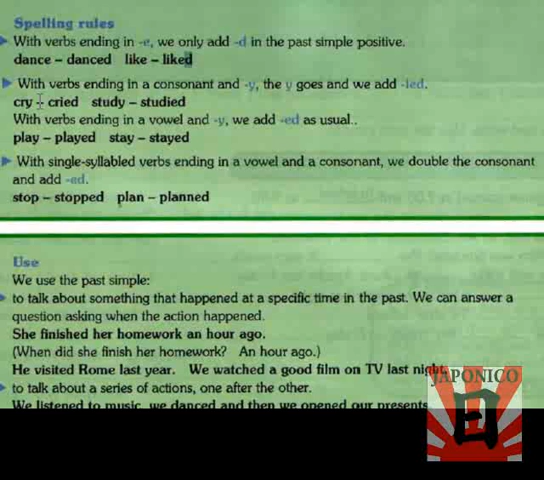 Spelling rules
With verbs ending in -e, we only add -d in the past simple positive.
dance – danced like – liked
With verbs ending in a consonant and -y, the y goes and we add -ied.
cry – cried study – studied
With verbs ending in a vowel and -y, we add -ed as usual..
play – played stay – stayed
With single-syllabled verbs ending in a vowel and a consonant, we double the consonant
and add -ed.
stop – stopped plan – planned
Use
We use the past simple:
to talk about something that happened at a specific time in the past. We can answer a
question asking when the action happened.
She finished her homework an hour ago.
(When did she finish her homework? An hour ago.)
He visited Rome last year. We watched a good film on TV last night.
to talk about a series of actions, one after the other.
We listened to music, we danced and then we opened our presents
JAPONICO
日